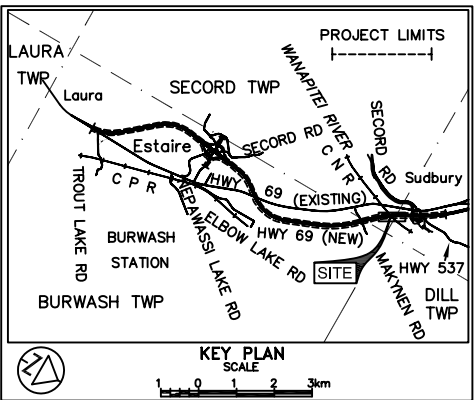 PROJECT LIMITS
LAURA
TWP
Laura
SECOND TWP
WANAPITEI RIVER
C N R
SECORD RD
Estaire
SECORD RD
Sudbury
HWY 69 (EXISTING)
C P R
TROUT LAKE RD
NEPAWASSI LAKE RD
ELBOW LAKE RD
HWY 69 (NEW)
BURWASH
STATION
SITE
MAKYNEN RD
HWY 537
BURWASH TWP
DILL
TWP
N
KEY PLAN
SCALE
1 0 1 2 3km